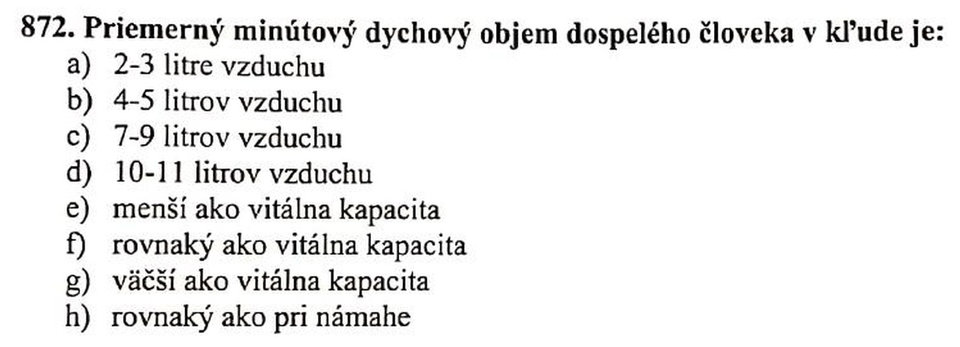 872. Priemerný minútový dychový objem dospelého človeka v kľude je:
a) 2-3 litre vzduchu
b) 4-5 litrov vzduchu
c) 7-9 litrov vzduchu
d) 10-11 litrov vzduchu
e) menší ako vitálna kapacita
f) rovnaký ako vitálna kapacita
g) väčší ako vitálna kapacita
h) rovnaký ako pri námahe